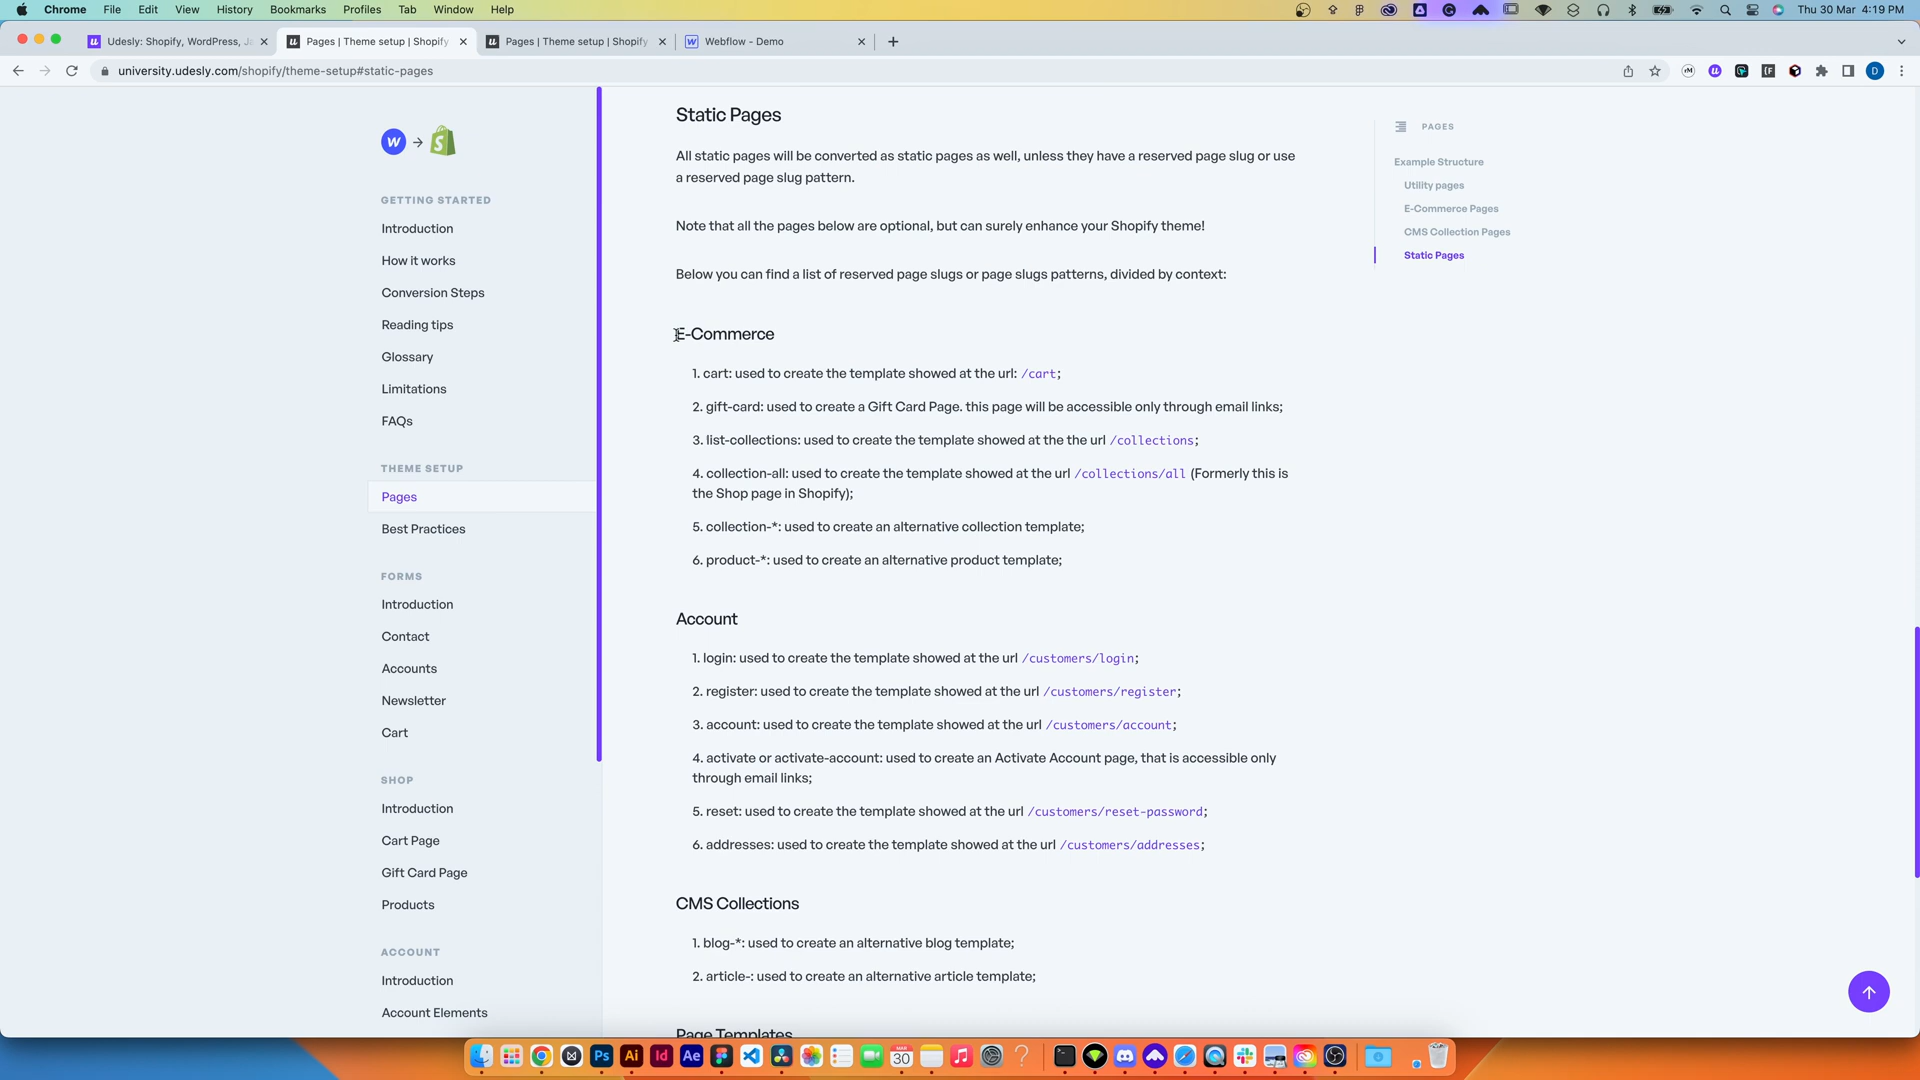 Chrome File Edit View History Bookmarks Profiles Tab Window Help Thu 30 Mar 4:19 PM
Udesly: Shopify, WordPress, J
Pages | Theme setup | Shopify
Pages | Theme setup | Shopify
Webflow - Demo
university.udesly.com/shopify/theme-setup#static-pages
GETTING STARTED
Introduction
How it works
Conversion Steps
Reading tips
Glossary
Limitations
FAQs
THEME SETUP
Pages
Best Practices
FORMS
Introduction
Contact
Accounts
Newsletter
Cart
SHOP
Introduction
Cart Page
Gift Card Page
Products
ACCOUNT
Introduction
Account Elements
Static Pages
All static pages will be converted as static pages as well, unless they have a reserved page slug or use
a reserved page slug pattern.
Note that all the pages below are optional, but can surely enhance your Shopify theme!
Below you can find a list of reserved page slugs or page slugs patterns, divided by context:
E-Commerce
1. cart: used to create the template showed at the url: /cart;
2. gift-card: used to create a Gift Card Page. this page will be accessible only through email links;
3. list-collections: used to create the template showed at the the url /collections;
4. collection-all: used to create the template showed at the url /collections/all (Formerly this is
the Shop page in Shopify);
5. collection-*: used to create an alternative collection template;
6. product-*: used to create an alternative product template;
Account
1. login: used to create the template showed at the url /customers/login;
2. register: used to create the template showed at the url /customers/register;
3. account: used to create the template showed at the url /customers/account;
4. activate or activate-account: used to create an Activate Account page, that is accessible only
through email links;
5. reset: used to create the template showed at the url /customers/reset-password;
6. addresses: used to create the template showed at the url /customers/addresses;
CMS Collections
1. blog-*: used to create an alternative blog template;
2. article-: used to create an alternative article template;
Page Templates
PAGES
Example Structure
Utility pages
E-Commerce Pages
CMS Collection Pages
Static Pages
Ps Ai Id Ae MAR 30